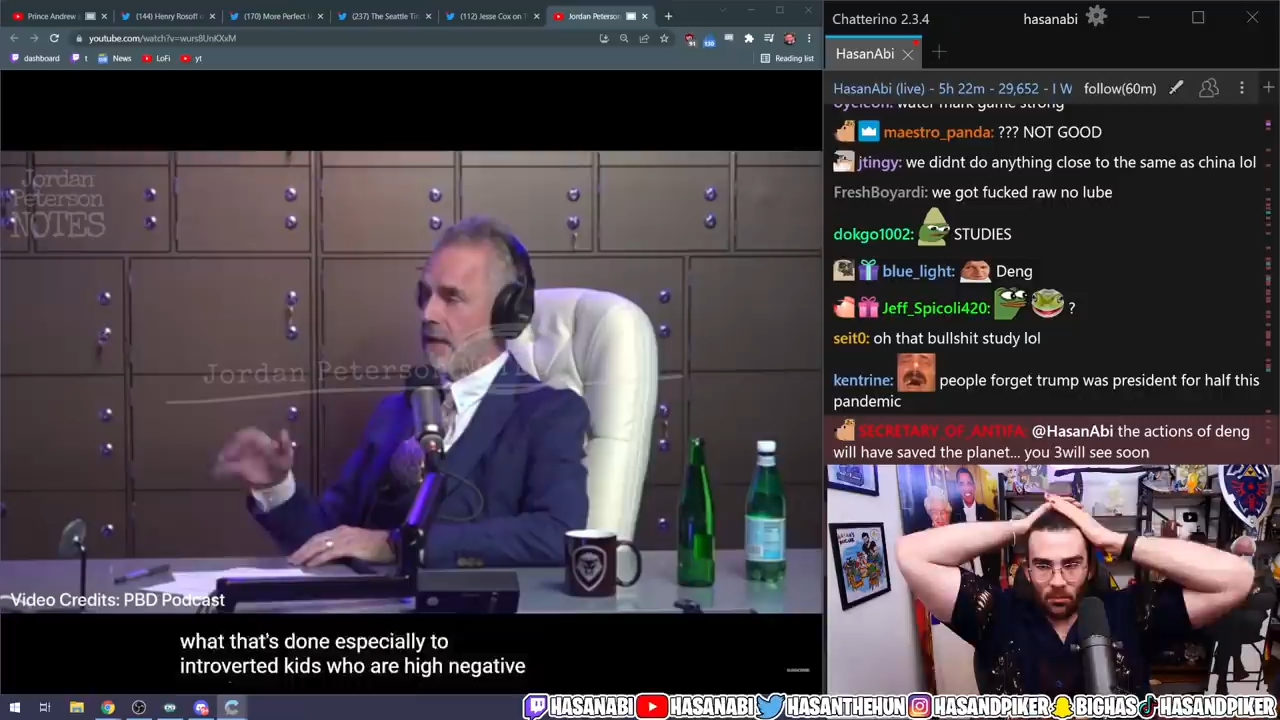 Prince Andrew
(144) Henry Rosoff
(170) More Perfect
(237) The Seattle Tim
(112) Jesse Cox on T
Jordan Peterson
youtube.com/watch?v=wurs8UniKXxM
dashboard
t
News
LoFi
yt
Reading list
Jordan
Peterson
NOTES
Jordan Peterson
Video Credits: PBD Podcast
what that's done especially to
introverted kids who are high negative
Chatterino 2.3.4
hasanabi
HasanAbi
HasanAbi (live) - 5h 22m - 29,652 - I W
follow(60m)
water mark game strong
maestro_panda: ??? NOT GOOD
jtingy: we didnt do anything close to the same as china lol
FreshBoyardi: we got fucked raw no lube
dokgo1002: STUDIES
blue_light: Deng
Jeff_Spicoli420: ?
seit0: oh that bullshit study lol
kentrine: people forget trump was president for half this
pandemic
SECRETARY_OF_ANTIFA: @HasanAbi the actions of deng
will have saved the planet... you 3will see soon
HASANABI HASANABI HASANTHEHUN HASANDPIKER BIGHAS HASANDPIKER